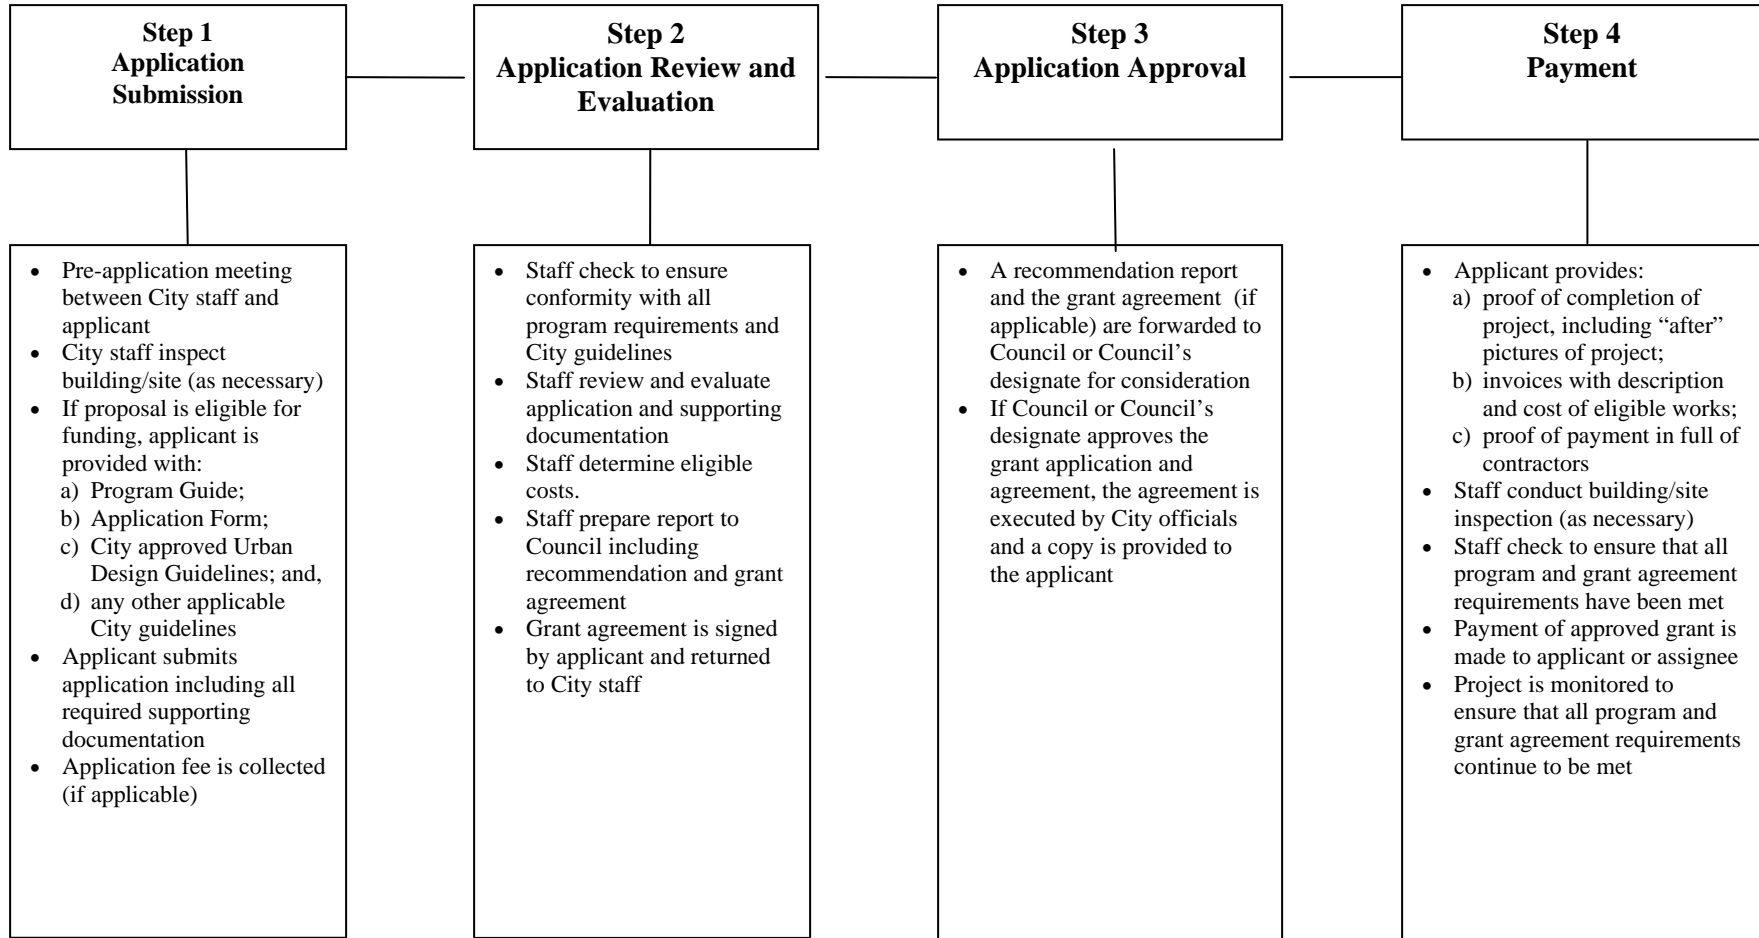 Step 1
Application
Submission
Step 2
Application Review and
Evaluation
Step 3
Application Approval
Step 4
Payment
• Pre-application meeting
between City staff and
applicant
• City staff inspect
building/site (as necessary)
• If proposal is eligible for
funding, applicant is
provided with:
a) Program Guide;
b) Application Form;
c) City approved Urban
Design Guidelines; and,
d) any other applicable
City guidelines
• Applicant submits
application including all
required supporting
documentation
• Application fee is collected
(if applicable)
• Staff check to ensure
conformity with all
program requirements and
City guidelines
• Staff review and evaluate
application and supporting
documentation
• Staff determine eligible
costs.
• Staff prepare report to
Council including
recommendation and grant
agreement
• Grant agreement is signed
by applicant and returned
to City staff
• A recommendation report
and the grant agreement (if
applicable) are forwarded to
Council or Council’s
designate for consideration
• If Council or Council’s
designate approves the
grant application and
agreement, the agreement is
executed by City officials
and a copy is provided to
the applicant
• Applicant provides:
a) proof of completion of
project, including “after”
pictures of project;
b) invoices with description
and cost of eligible works;
c) proof of payment in full of
contractors
• Staff conduct building/site
inspection (as necessary)
• Staff check to ensure that all
program and grant agreement
requirements have been met
• Payment of approved grant is
made to applicant or assignee
• Project is monitored to
ensure that all program and
grant agreement requirements
continue to be met